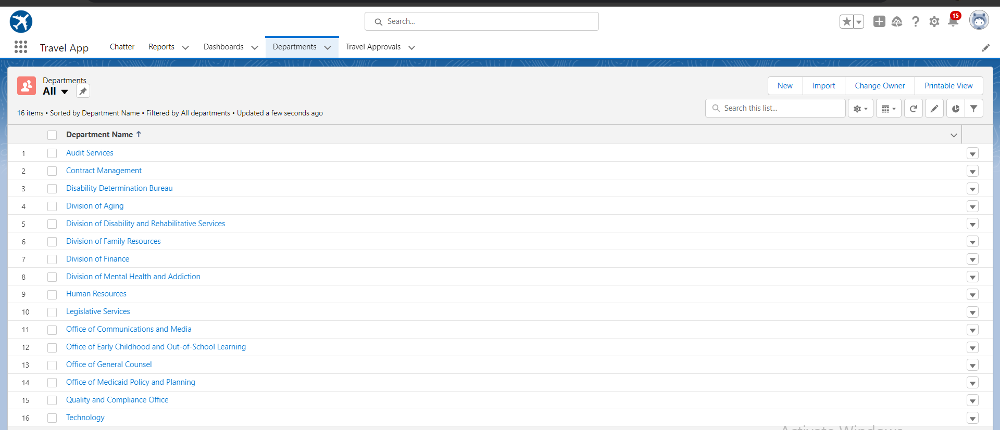 Search...
15
Travel App
Chatter
Reports
Dashboards
Departments
Travel Approvals
Departments
All
New
Import
Change Owner
Printable View
16 items • Sorted by Department Name • Filtered by All departments • Updated a few seconds ago
Search this list...
Department Name ↑
1 Audit Services
2 Contract Management
3 Disability Determination Bureau
4 Division of Aging
5 Division of Disability and Rehabilitative Services
6 Division of Family Resources
7 Division of Finance
8 Division of Mental Health and Addiction
9 Human Resources
10 Legislative Services
11 Office of Communications and Media
12 Office of Early Childhood and Out-of-School Learning
13 Office of General Counsel
14 Office of Medicaid Policy and Planning
15 Quality and Compliance Office
16 Technology
Activate Windows